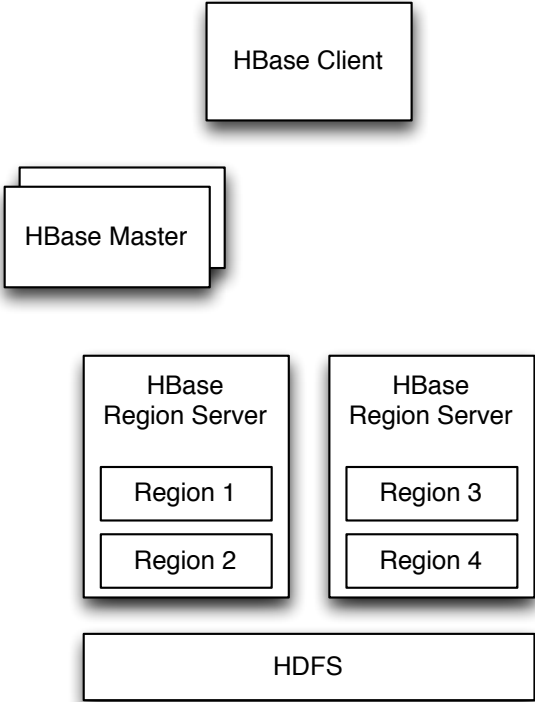 HBase Client
HBase Master
HBase
Region Server
Region 1
Region 2
HBase
Region Server
Region 3
Region 4
HDFS